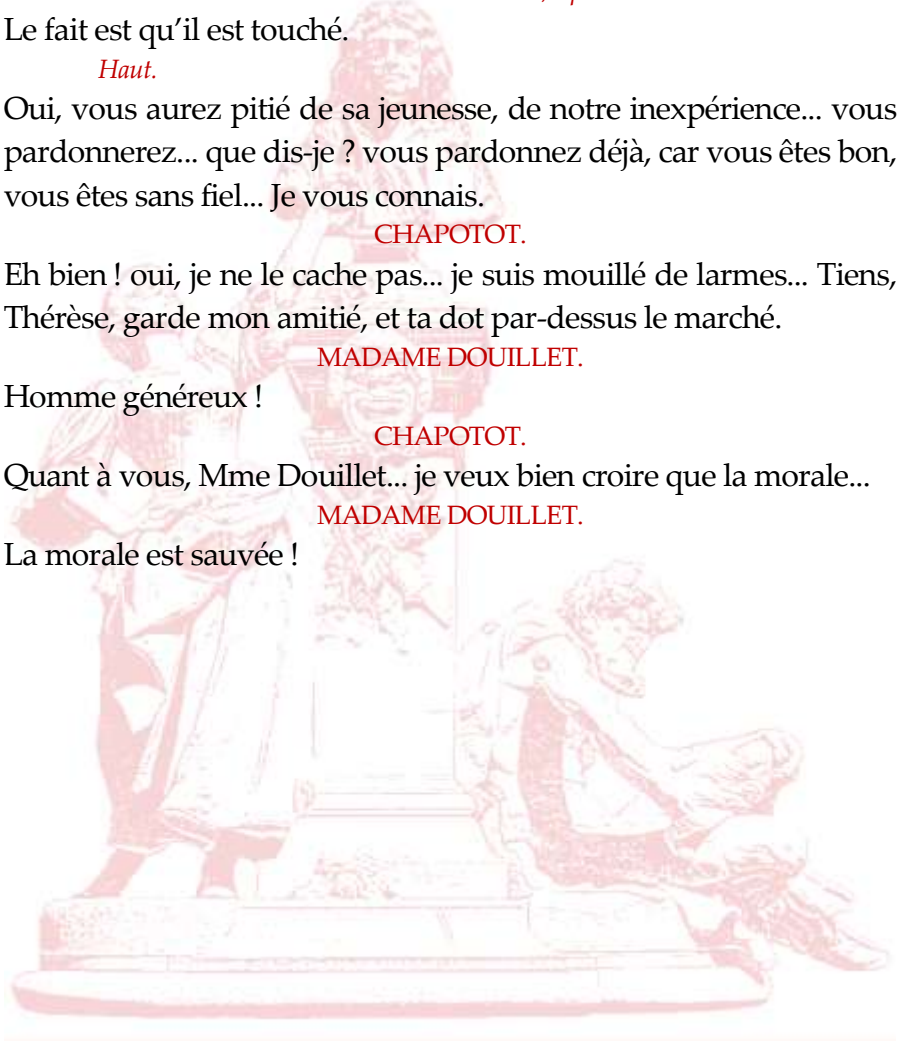 Le fait est qu’il est touché.
Haut.
Oui, vous aurez pitié de sa jeunesse, de notre inexpérience... vous
pardonnerez... que dis-je ? vous pardonnez déjà, car vous êtes bon,
vous êtes sans fiel... Je vous connais.
CHAPOTOT.
Eh bien ! oui, je ne le cache pas... je suis mouillé de larmes... Tiens,
Thérèse, garde mon amitié, et ta dot par-dessus le marché.
MADAME DOUILLET.
Homme généreux !
CHAPOTOT.
Quant à vous, Mme Douillet... je veux bien croire que la morale...
MADAME DOUILLET.
La morale est sauvée !